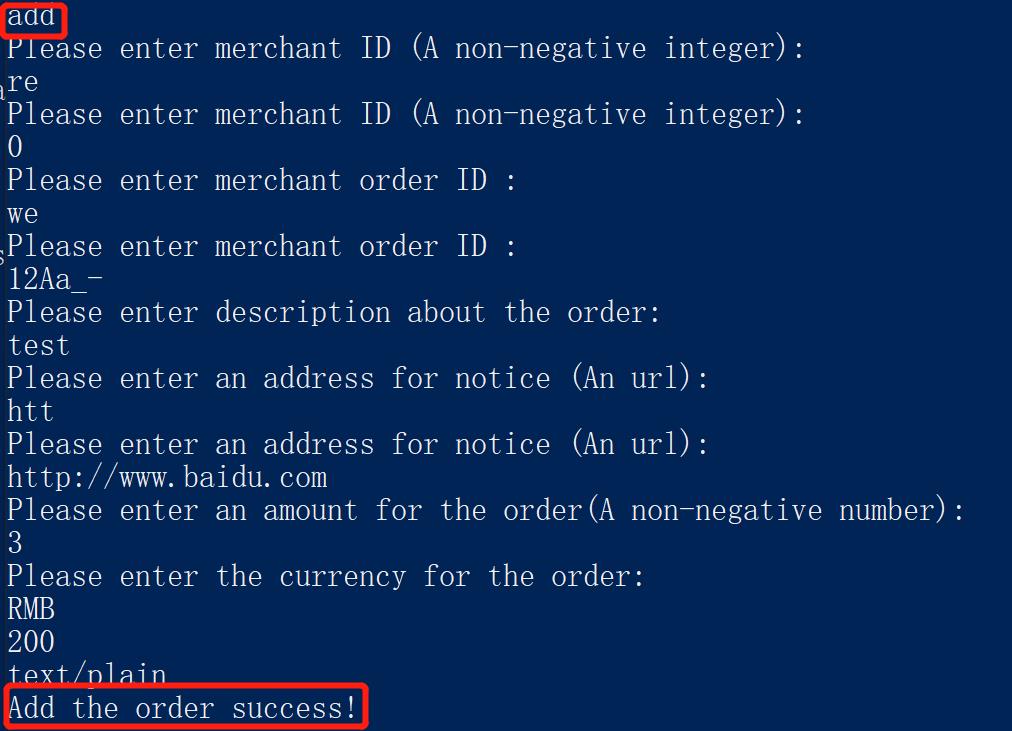 add
Please enter merchant ID (A non-negative integer):
re
Please enter merchant ID (A non-negative integer):
0
Please enter merchant order ID :
we
Please enter merchant order ID :
12Aa_-
Please enter description about the order:
test
Please enter an address for notice (An url):
htt
Please enter an address for notice (An url):
http://www.baidu.com
Please enter an amount for the order(A non-negative number):
3
Please enter the currency for the order:
RMB
200
text/plain
Add the order success!